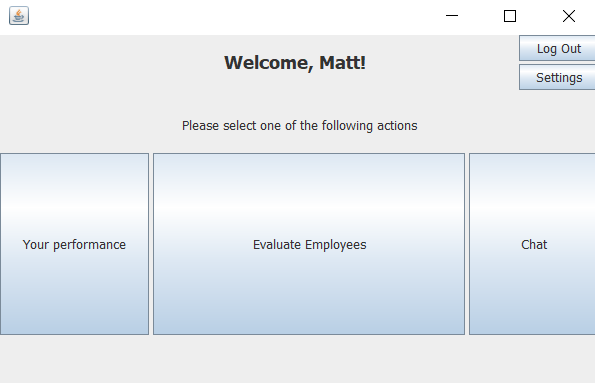 Log Out
Welcome, Matt!
Settings
Please select one of the following actions
Your performance
Evaluate Employees
Chat